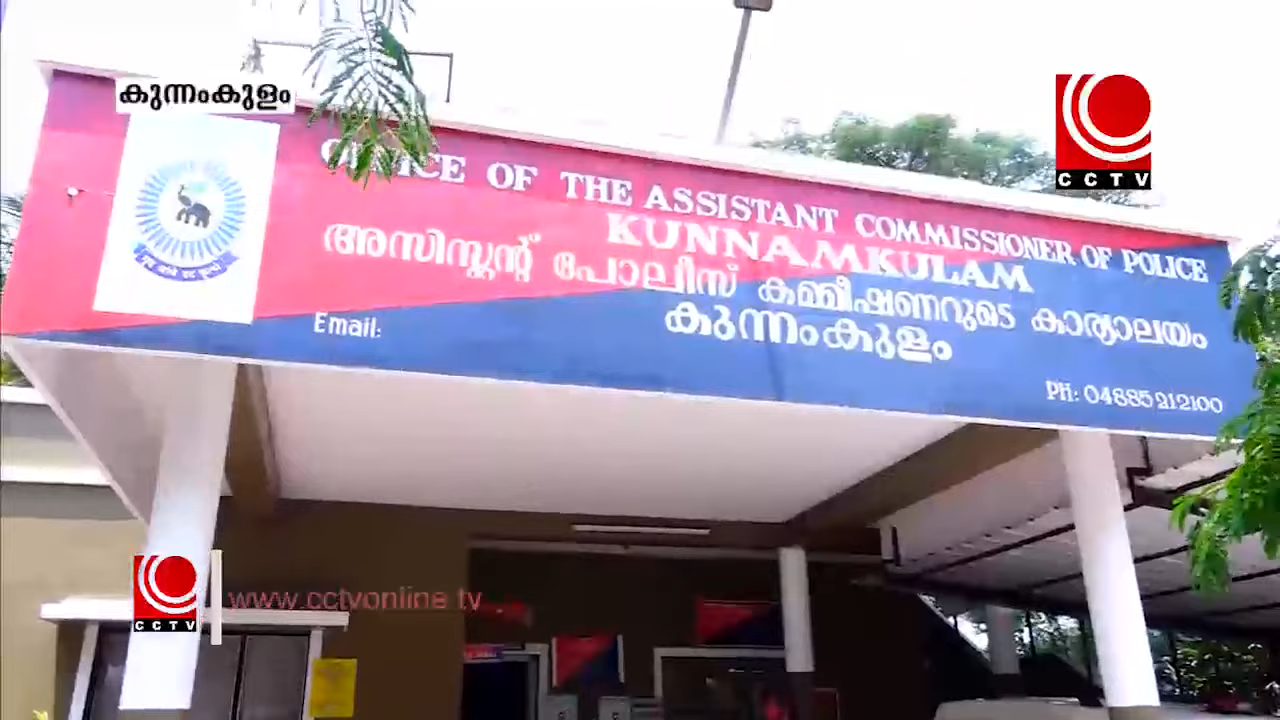 കുന്നംകുളം
CCTV
OFFICE OF THE ASSISTANT COMMISSIONER OF POLICE
KUNNAMKULAM
അസിസ്റ്റന്റ് പോലീസ് കമ്മീഷണറുടെ കാര്യാലയം
കുന്നംകുളം
Email:
PH: 04885 212100
CCTV
www.cctvonline.tv